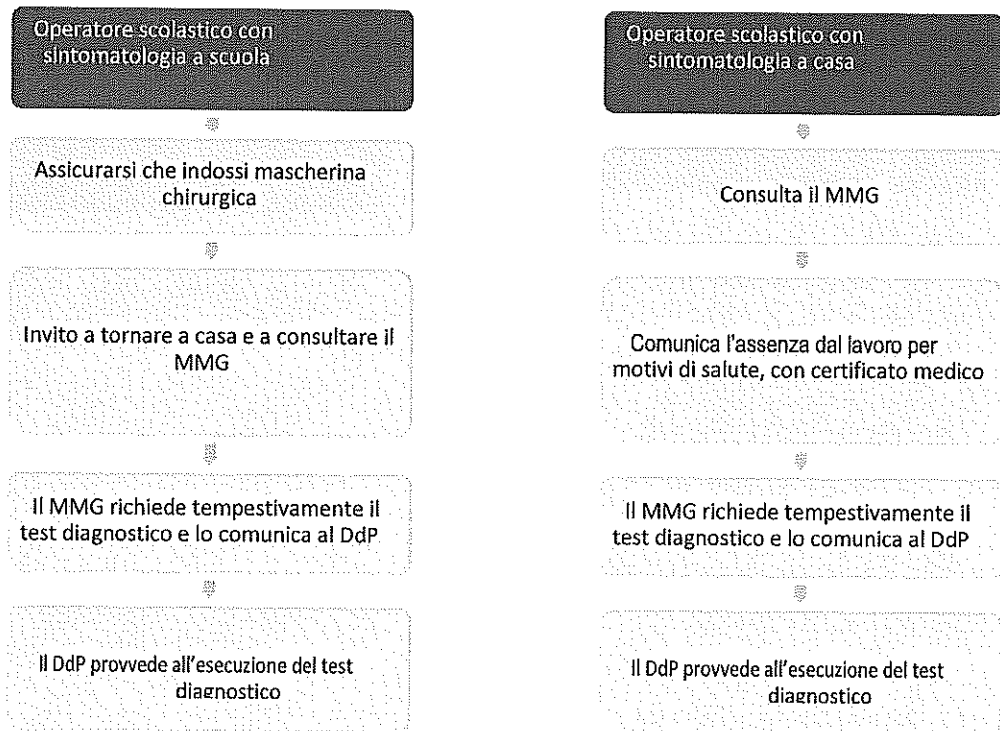 Operatore scolastico con
sintomatologia a scuola
Assicurarsi che indossi mascherina
chirurgica
Invito a tornare a casa e a consultare il
MMG
Il MMG richiede tempestivamente il
test diagnostico e lo comunica al DdP
Il DdP provvede all'esecuzione del test
diagnostico
Operatore scolastico con
sintomatologia a casa
Consulta il MMG
Comunica l'assenza dal lavoro per
motivi di salute, con certificato medico
Il MMG richiede tempestivamente il
test diagnostico e lo comunica al DdP
Il DdP provvede all'esecuzione del test
diagnostico